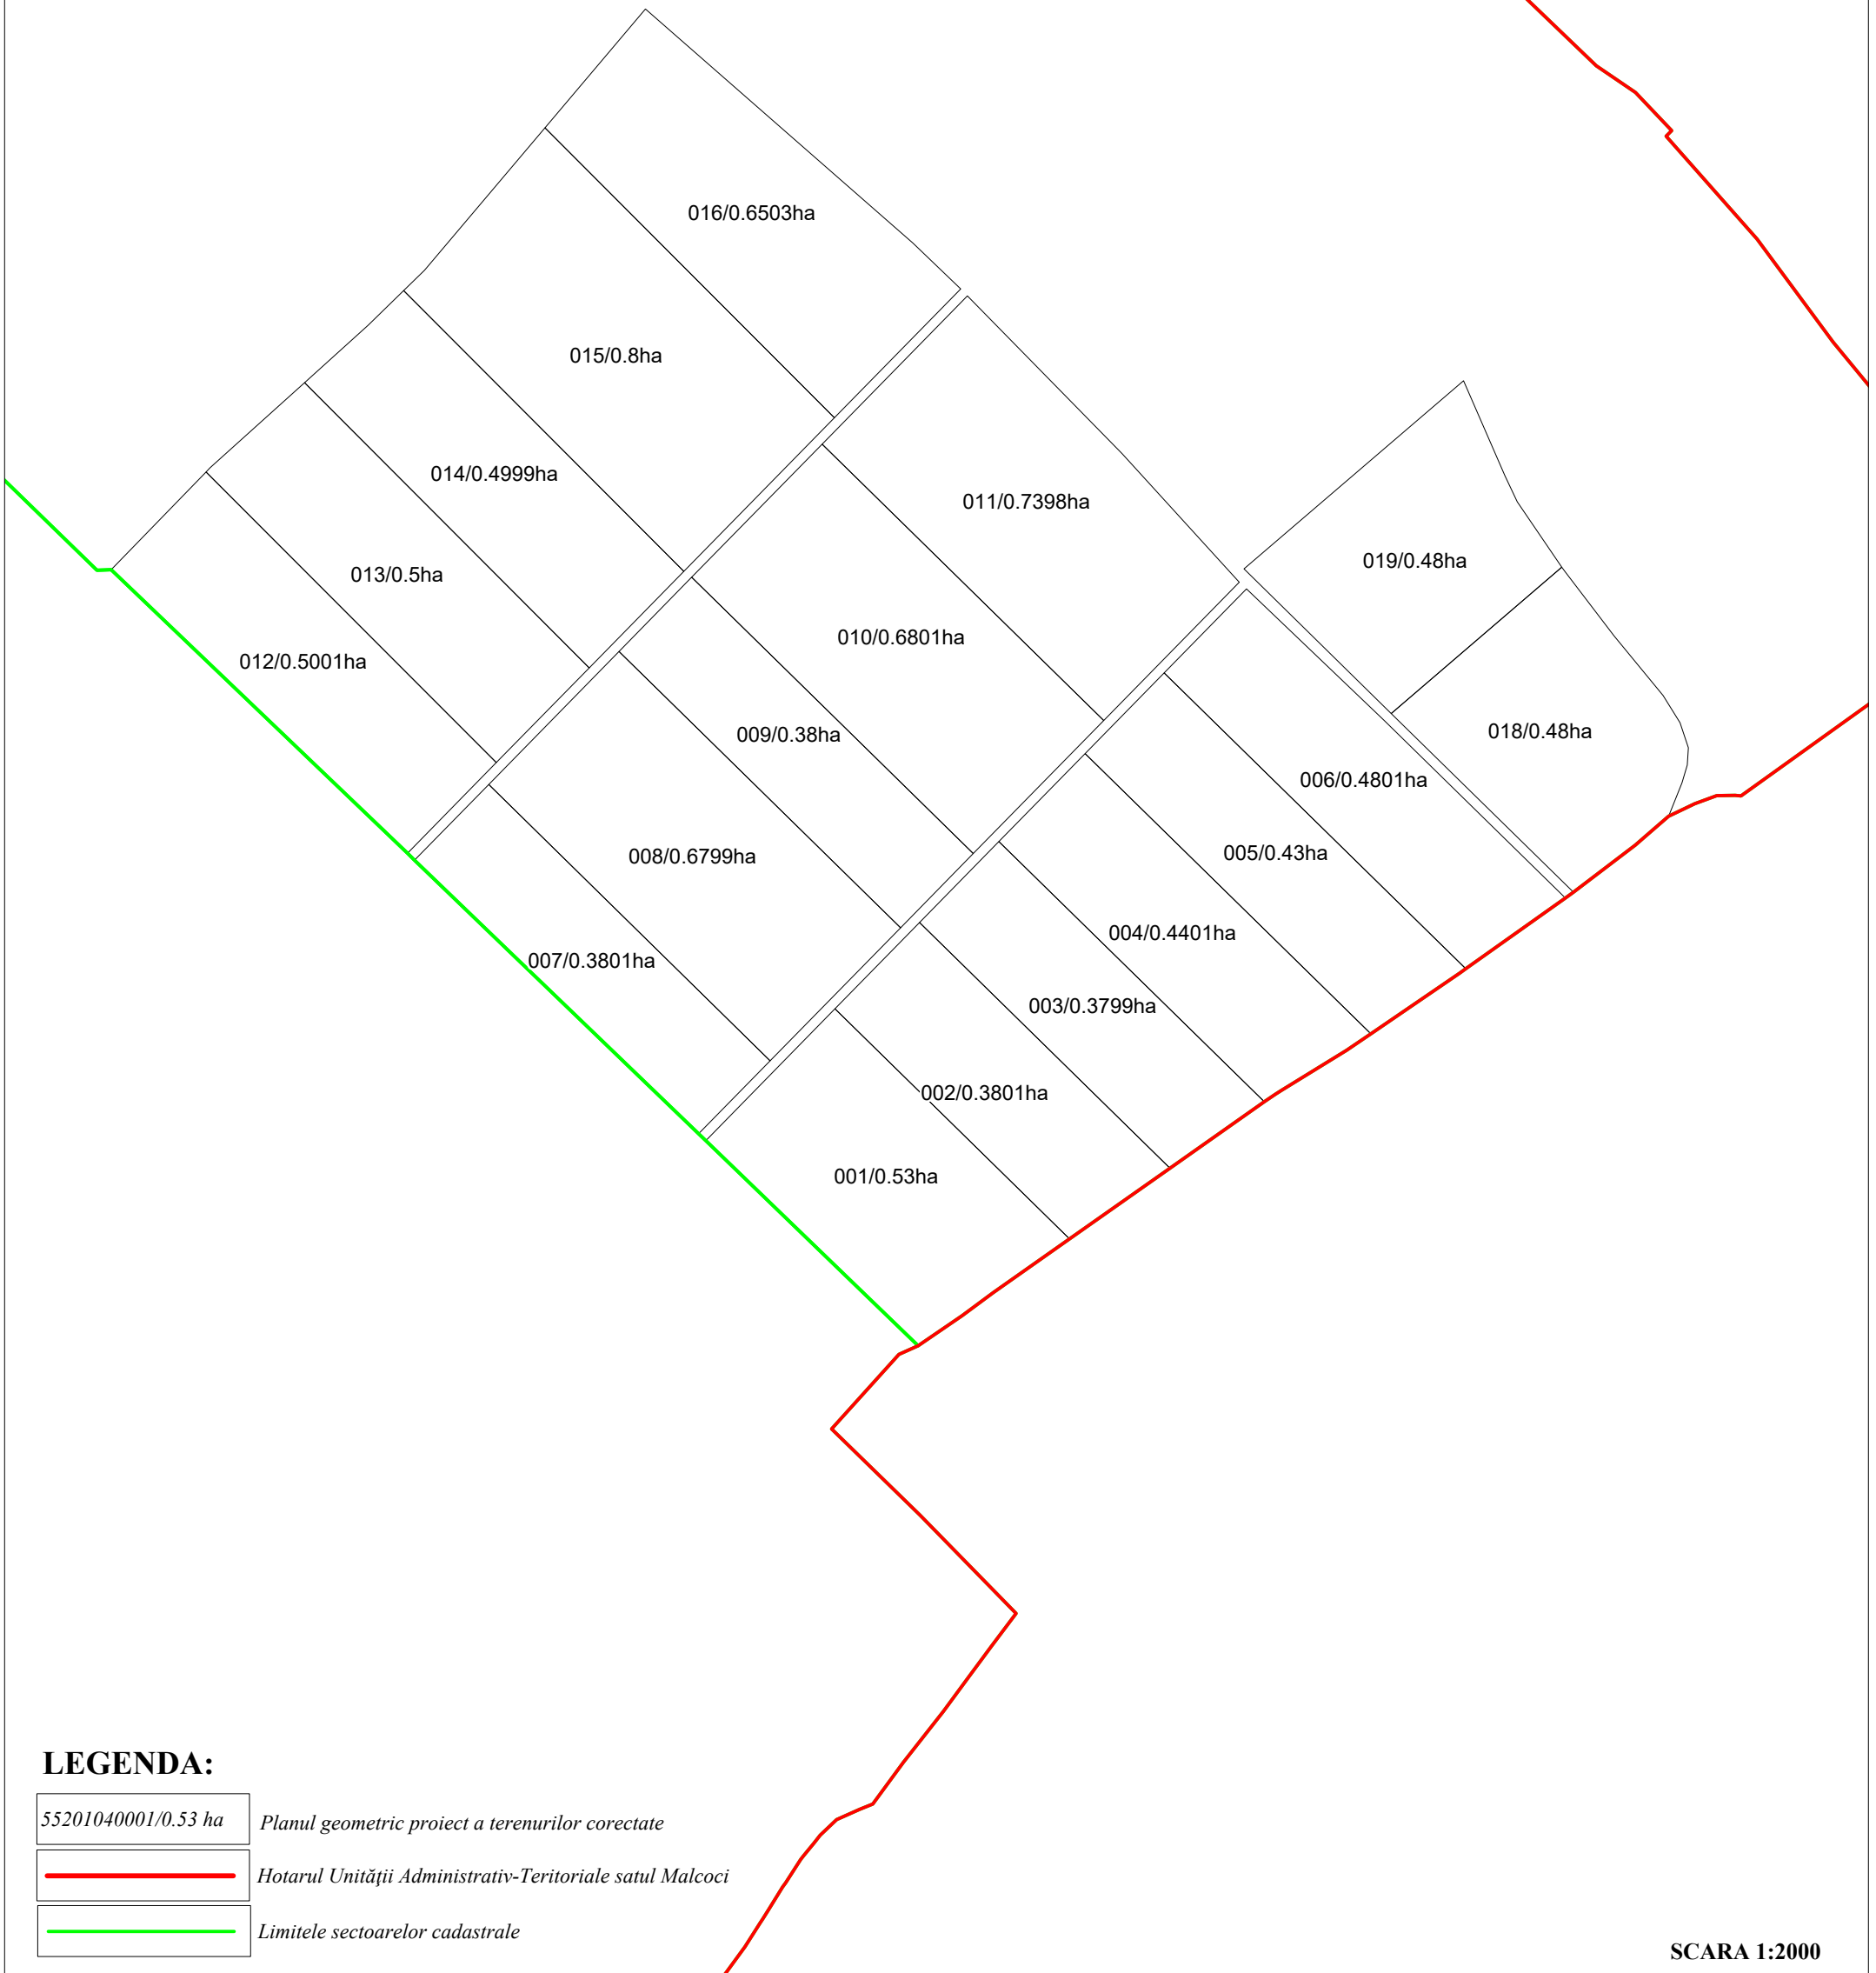 016/0.6503ha
015/0.8ha
014/0.4999ha
011/0.7398ha
019/0.48ha
013/0.5ha
010/0.6801ha
012/0.5001ha
018/0.48ha
009/0.38ha
006/0.4801ha
005/0.43ha
008/0.6799ha
004/0.4401ha
007/0.3801ha
003/0.3799ha
002/0.3801ha
001/0.53ha
LEGENDA:
55201040001/0.53 ha Planul geometric proiect a terenurilor corectate
Hotarul Unităţii Administrativ-Teritoriale satul Malcoci
Limitele sectoarelor cadastrale
SCARA 1:2000